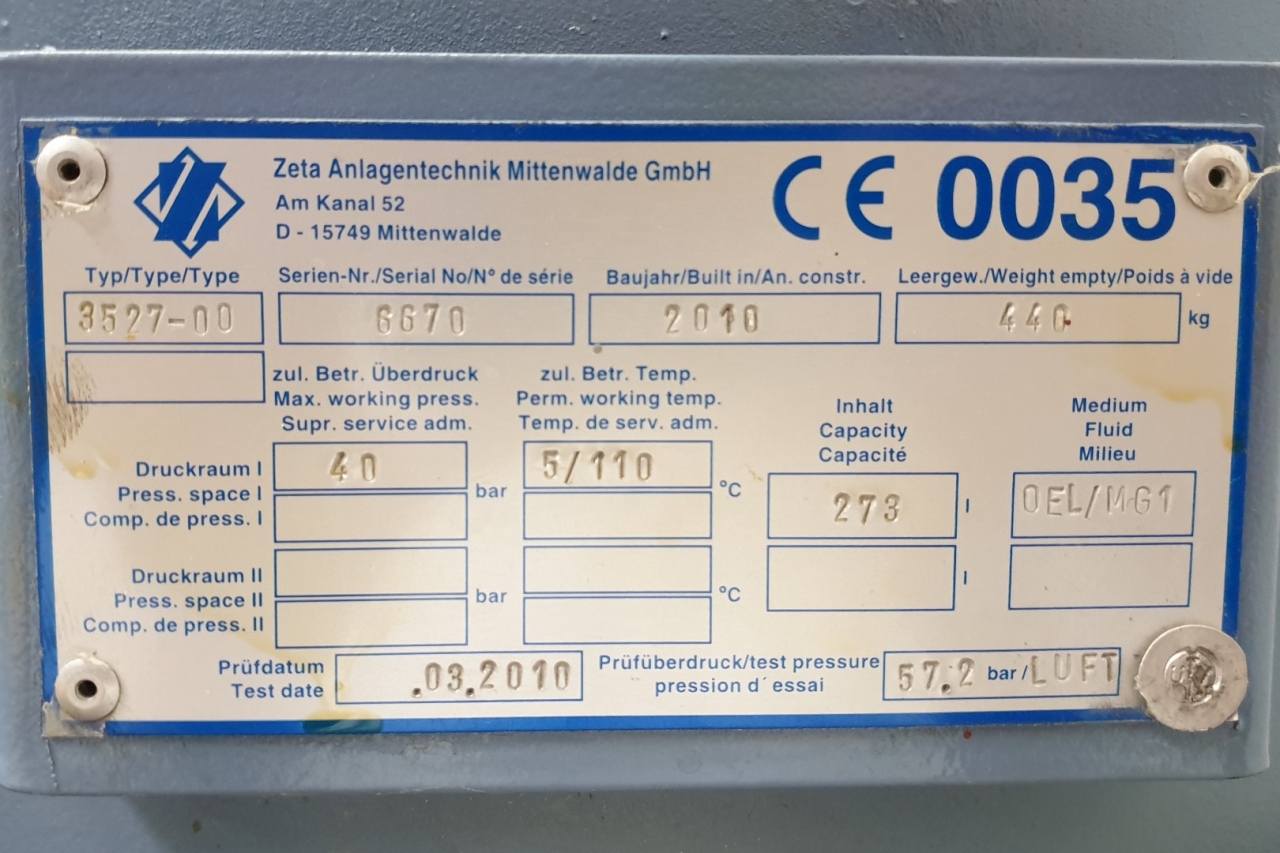 Zeta Anlagentechnik Mittenwalde GmbH
Am Kanal 52
D - 15749 Mittenwalde
CE 0035
Typ/Type/Type
3527-00
Serien-Nr./Serial No/N° de série
6670
Baujahr/Built in/An. constr.
2010
Leergew./Weight empty/Poids à vide
440 kg
zul. Betr. Überdruck
Max. working press.
Supr. service adm.
zul. Betr. Temp.
Perm. working temp.
Temp. de serv. adm.
Inhalt
Capacity
Capacité
Medium
Fluid
Milieu
Druckraum I
Press. space I
Comp. de press. I
40
bar
5/110
°C
273
l
OEL/MG1
Druckraum II
Press. space II
Comp. de press. II
bar
°C
l
Prüfdatum
Test date
.03.2010
Prüfüberdruck/test pressure
pression d´essai
57.2 bar/LUFT